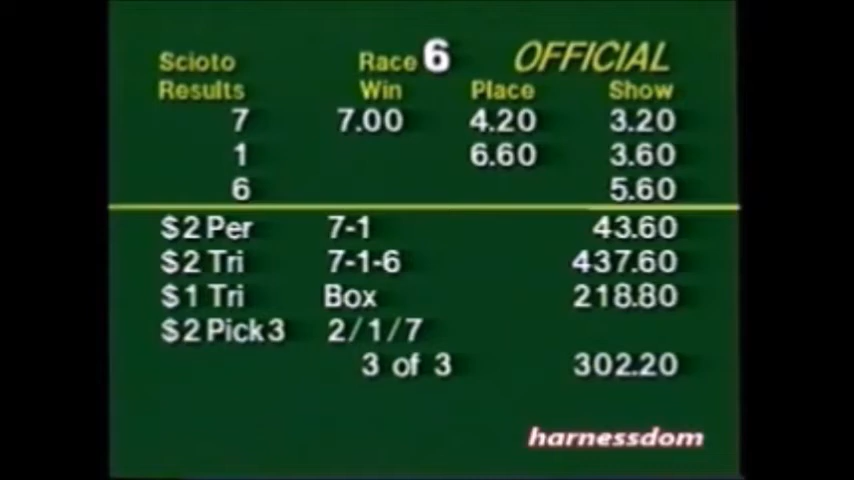 Scioto Race 6 OFFICIAL
Results Win Place Show
7 7.00 4.20 3.20
1 6.60 3.60
6 5.60
$2 Per 7-1 43.60
$2 Tri 7-1-6 437.60
$1 Tri Box 218.80
$2 Pick3 2/1/7
3 of 3 302.20
harnessdom